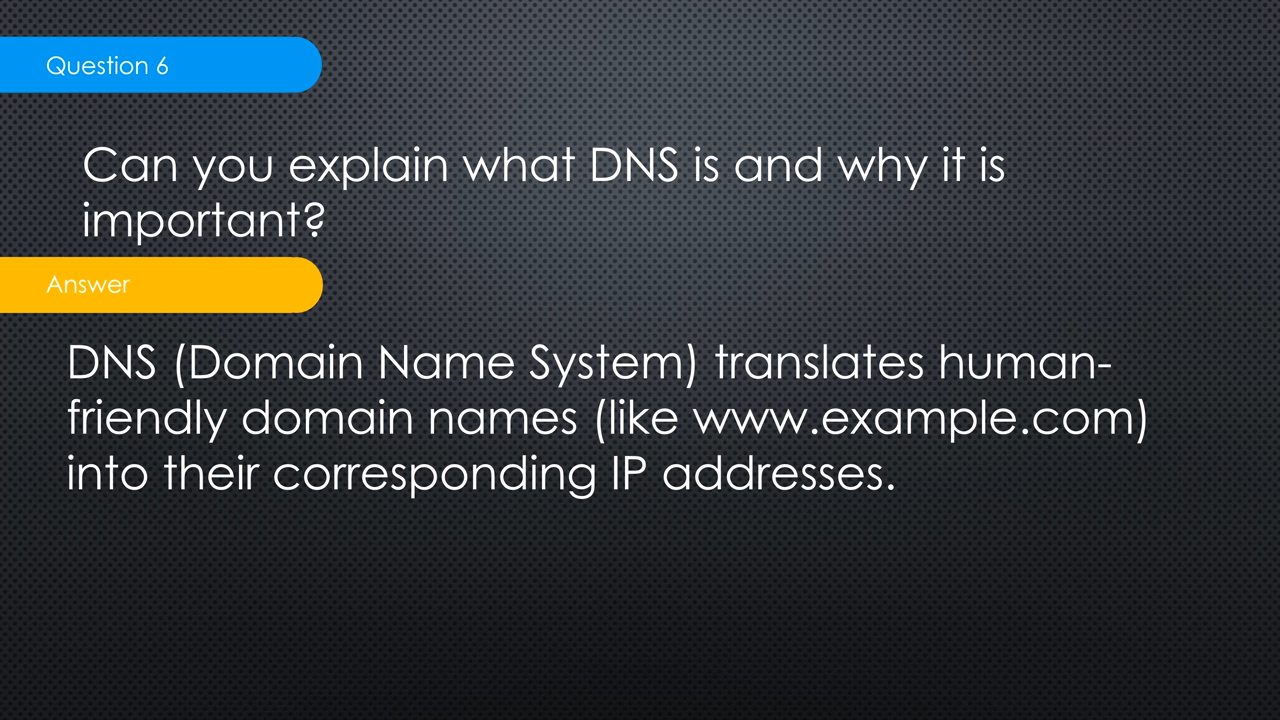 Question 6
Can you explain what DNS is and why it is
important?
Answer
DNS (Domain Name System) translates human-
friendly domain names (like www.example.com)
into their corresponding IP addresses.